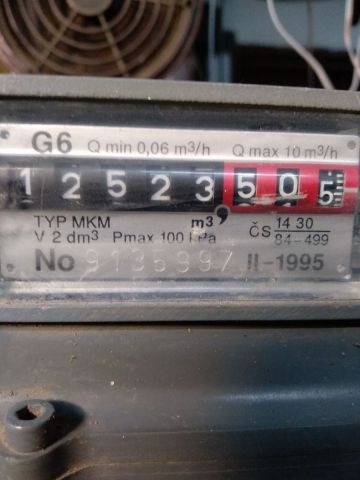 G6 Q min 0,06 m³/h Q max 10 m³/h
1 2 5 2 3 5 0 5
TYP MKM m³, ČS 14 30
V 2 dm³ Pmax 100 kPa 84-499
No 9135997 II-1995